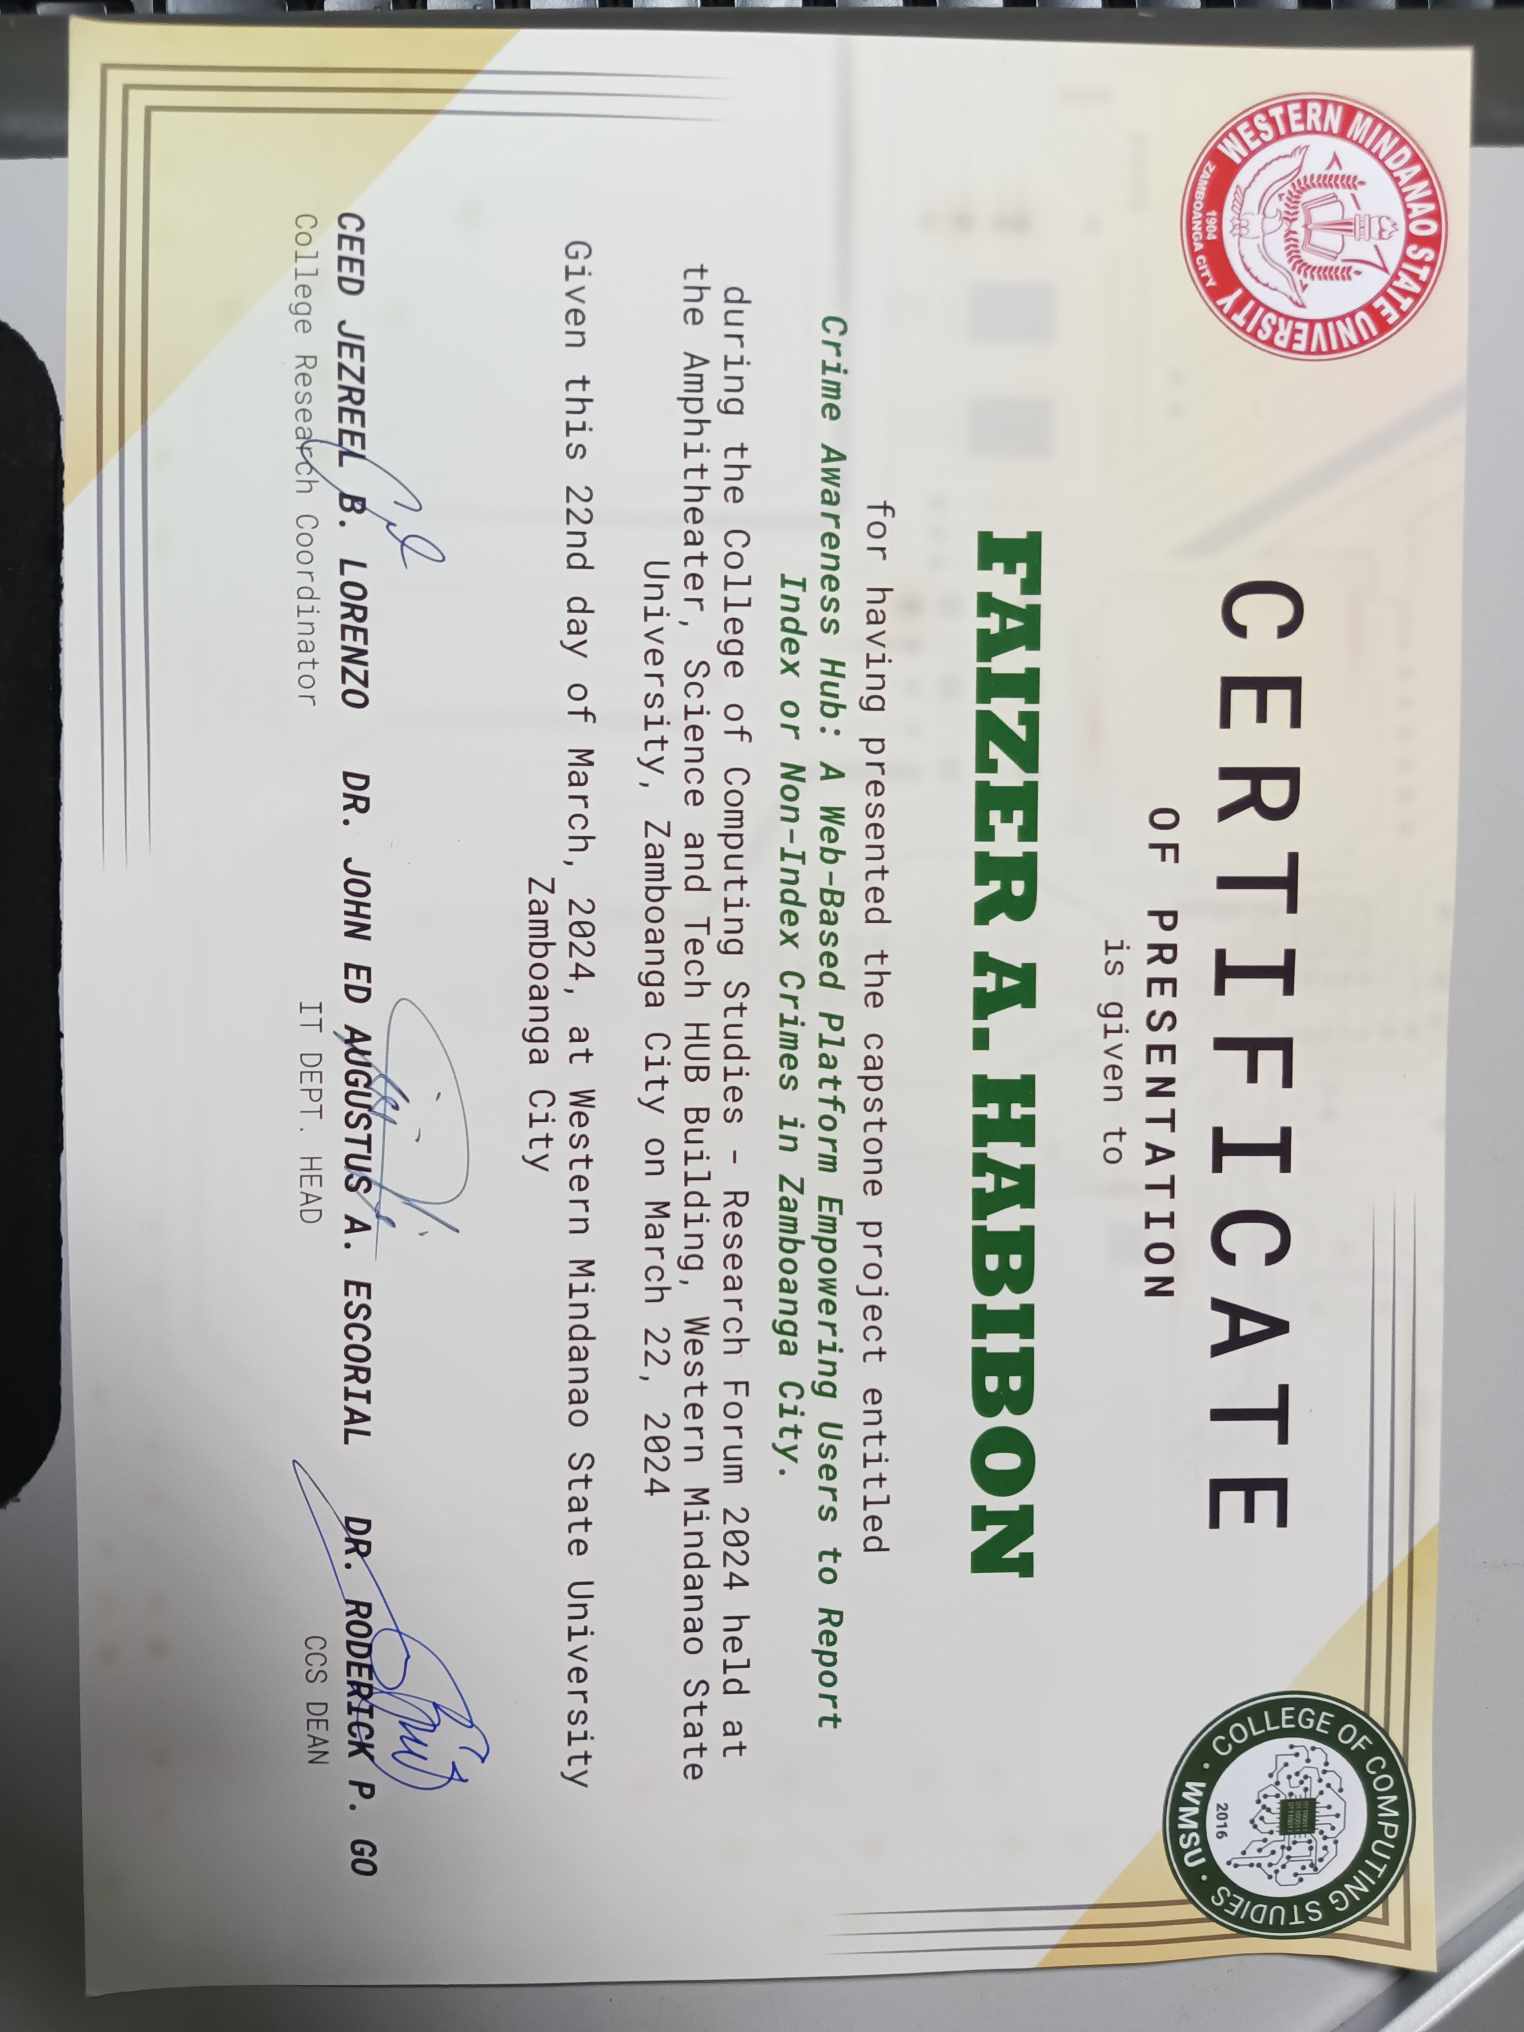 WESTERN MINDANAO STATE UNIVERSITY
1904
ZAMBOANGA CITY
COLLEGE OF COMPUTING STUDIES
2016
· WMSU ·
CERTIFICATE
OF PRESENTATION
is given to
FAIZER A. HABIBON
for having presented the capstone project entitled
Crime Awareness Hub: A Web-Based Platform Empowering Users to Report
Index or Non-Index Crimes in Zamboanga City.
during the College of Computing Studies - Research Forum 2024 held at
the Amphitheater, Science and Tech HUB Building, Western Mindanao State
University, Zamboanga City on March 22, 2024
Given this 22nd day of March, 2024, at Western Mindanao State University
Zamboanga City
CEED JEZREEL B. LORENZO
College Research Coordinator
DR. JOHN ED AUGUSTUS A. ESCORIAL
IT DEPT. HEAD
DR. RODERICK P. GO
CCS DEAN